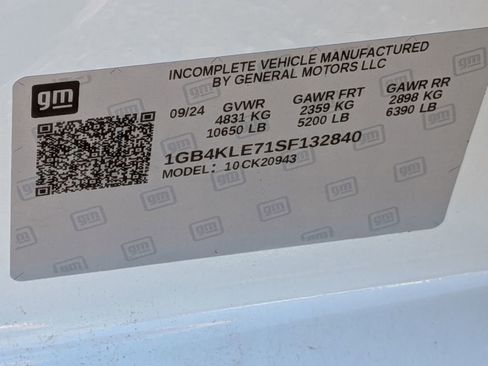 gm
INCOMPLETE VEHICLE MANUFACTURED
BY GENERAL MOTORS LLC
09/24 GVWR GAWR FRT GAWR RR
4831 KG 2359 KG 2898 KG
10650 LB 5200 LB 6390 LB
1GB4KLE71SF132840
MODEL: 10CK20943